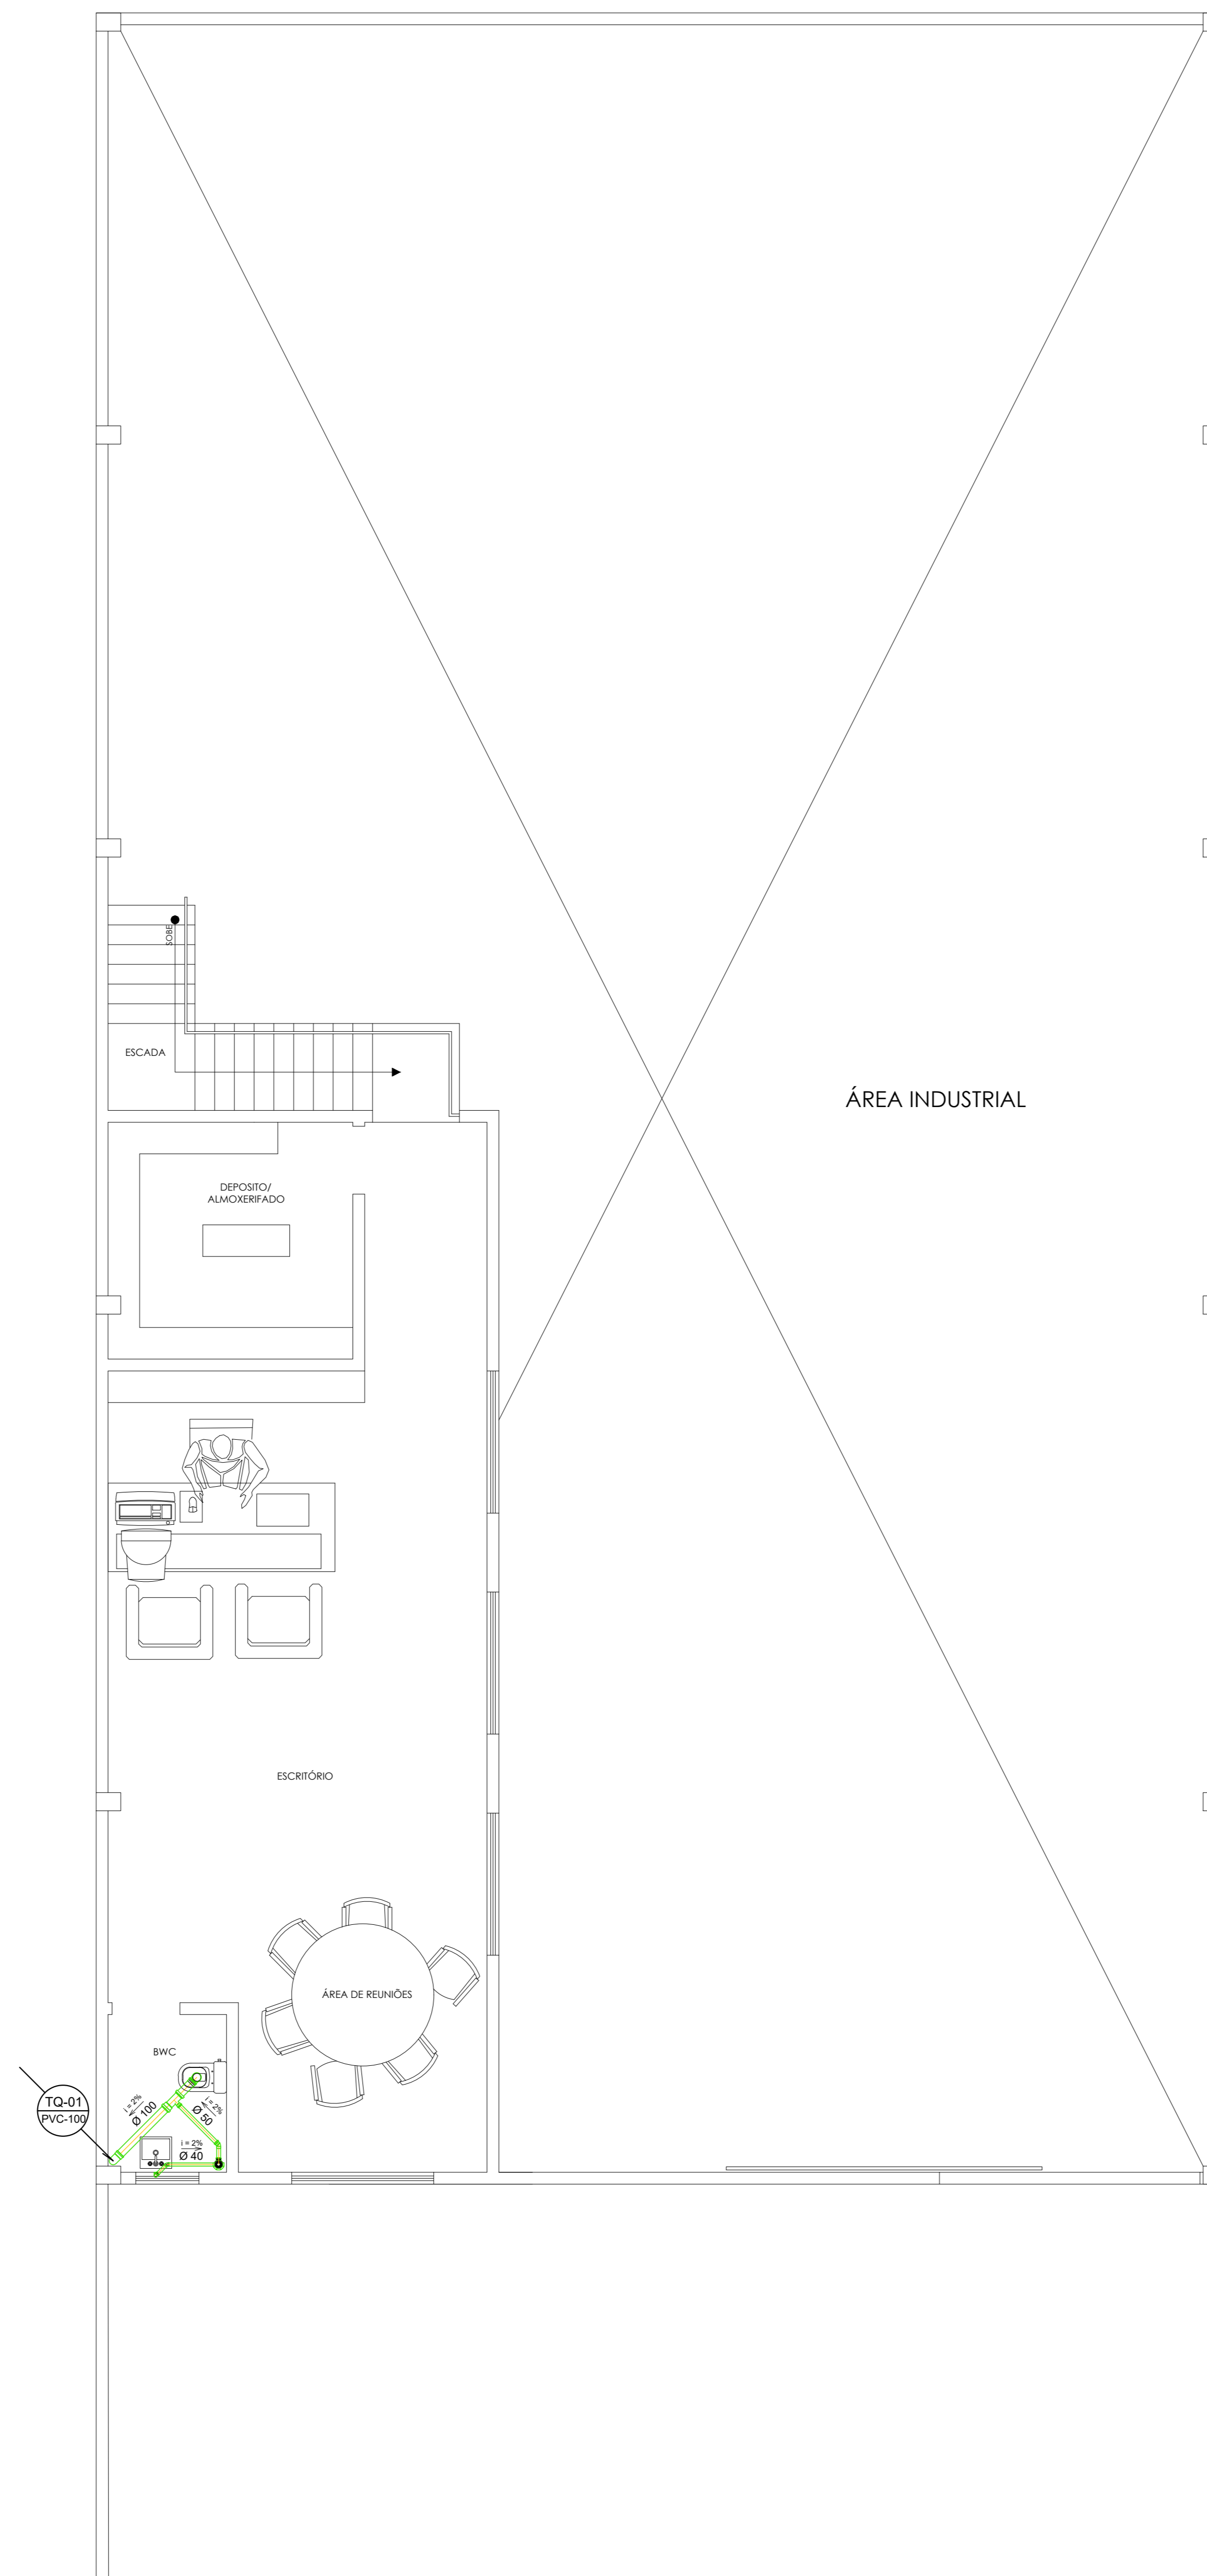 SOBE
ESCADA
ÁREA INDUSTRIAL
DEPOSITO/
ALMOXERIFADO
ESCRITÓRIO
ÁREA DE REUNIÕES
BWC
TQ-01
PVC-100
i = 2%
Ø 100
i = 2%
Ø 50
i = 2%
Ø 40